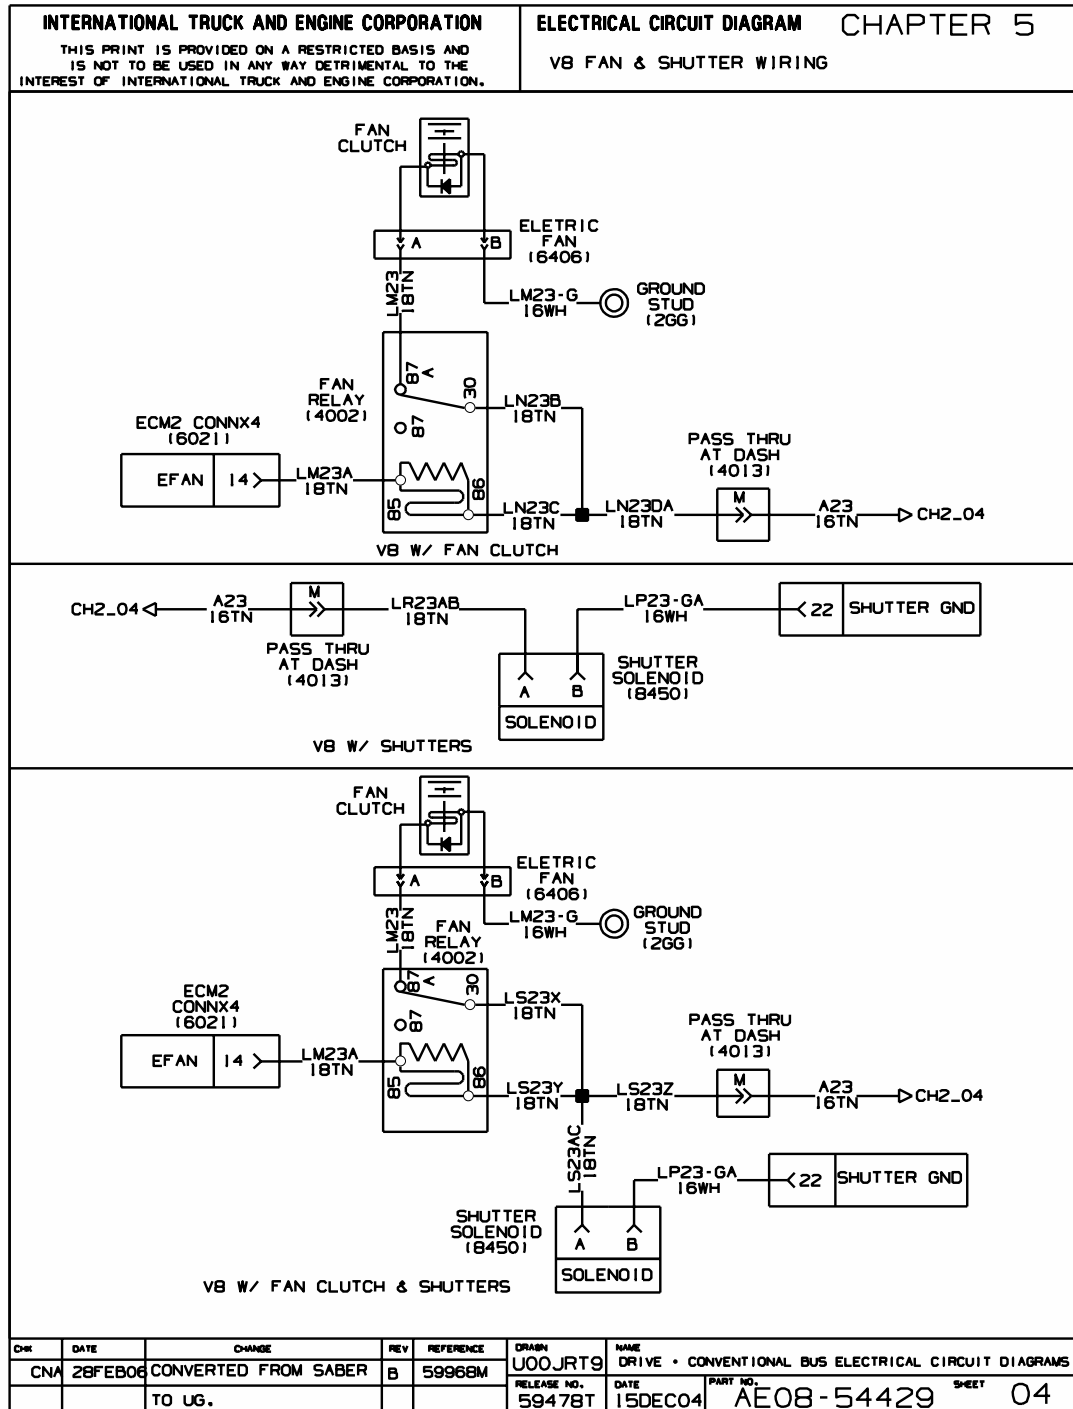 INTERNATIONAL TRUCK AND ENGINE CORPORATION
THIS PRINT IS PROVIDED ON A RESTRICTED BASIS AND
IS NOT TO BE USED IN ANY WAY DETRIMENTAL TO THE
INTEREST OF INTERNATIONAL TRUCK AND ENGINE CORPORATION.
ELECTRICAL CIRCUIT DIAGRAM CHAPTER 5
V8 FAN & SHUTTER WIRING
FAN
CLUTCH
A
B
ELETRIC
FAN
(6406)
LM23
18TN
LM23-G
16WH
GROUND
STUD
(2GG)
FAN
RELAY
(4002)
87
A
30
87
85
86
LN23B
18TN
ECM2 CONNX4
(6021)
EFAN 14
LM23A
18TN
LN23C
18TN
LN23DA
18TN
PASS THRU
AT DASH
(4013)
M
A23
16TN
CH2_04
V8 W/ FAN CLUTCH
CH2_04
A23
16TN
M
PASS THRU
AT DASH
(4013)
LR23AB
18TN
LP23-GA
16WH
22 SHUTTER GND
A B
SOLENOID
SHUTTER
SOLENOID
(8450)
V8 W/ SHUTTERS
FAN
CLUTCH
A
B
ELETRIC
FAN
(6406)
LM23
18TN
LM23-G
16WH
GROUND
STUD
(2GG)
FAN
RELAY
(4002)
87
A
30
87
85
86
LS23X
18TN
ECM2
CONNX4
(6021)
EFAN 14
LM23A
18TN
LS23Y
18TN
LS23Z
18TN
PASS THRU
AT DASH
(4013)
M
A23
16TN
CH2_04
LS23AC
18TN
LP23-GA
16WH
22 SHUTTER GND
SHUTTER
SOLENOID
(8450)
A B
SOLENOID
V8 W/ FAN CLUTCH & SHUTTERS
CHK DATE CHANGE REV REFERENCE
CNA 28FEB06 CONVERTED FROM SABER B 59968M
TO UG.
DRAWN
U00JRT9
NAME
DRIVE • CONVENTIONAL BUS ELECTRICAL CIRCUIT DIAGRAMS
RELEASE NO.
59478T
DATE
15DEC04
PART NO.
AE08-54429
SHEET
04